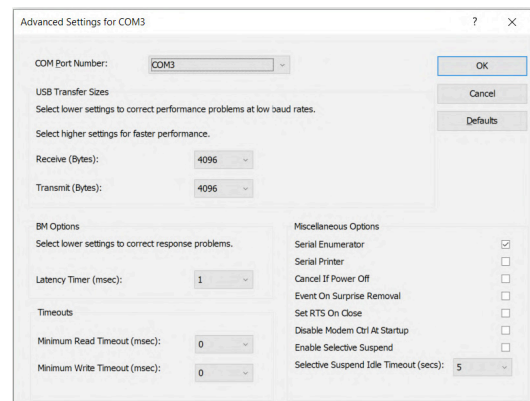 Advanced Settings for COM3 ? X
COM Port Number: COM3
OK
USB Transfer Sizes
Cancel
Select lower settings to correct performance problems at low baud rates.
Defaults
Select higher settings for faster performance.
Receive (Bytes): 4096
Transmit (Bytes): 4096
BM Options
Select lower settings to correct response problems.
Latency Timer (msec): 1
Timeouts
Minimum Read Timeout (msec): 0
Minimum Write Timeout (msec): 0
Miscellaneous Options
Serial Enumerator
Serial Printer
Cancel If Power Off
Event On Surprise Removal
Set RTS On Close
Disable Modem Ctrl At Startup
Enable Selective Suspend
Selective Suspend Idle Timeout (secs): 5